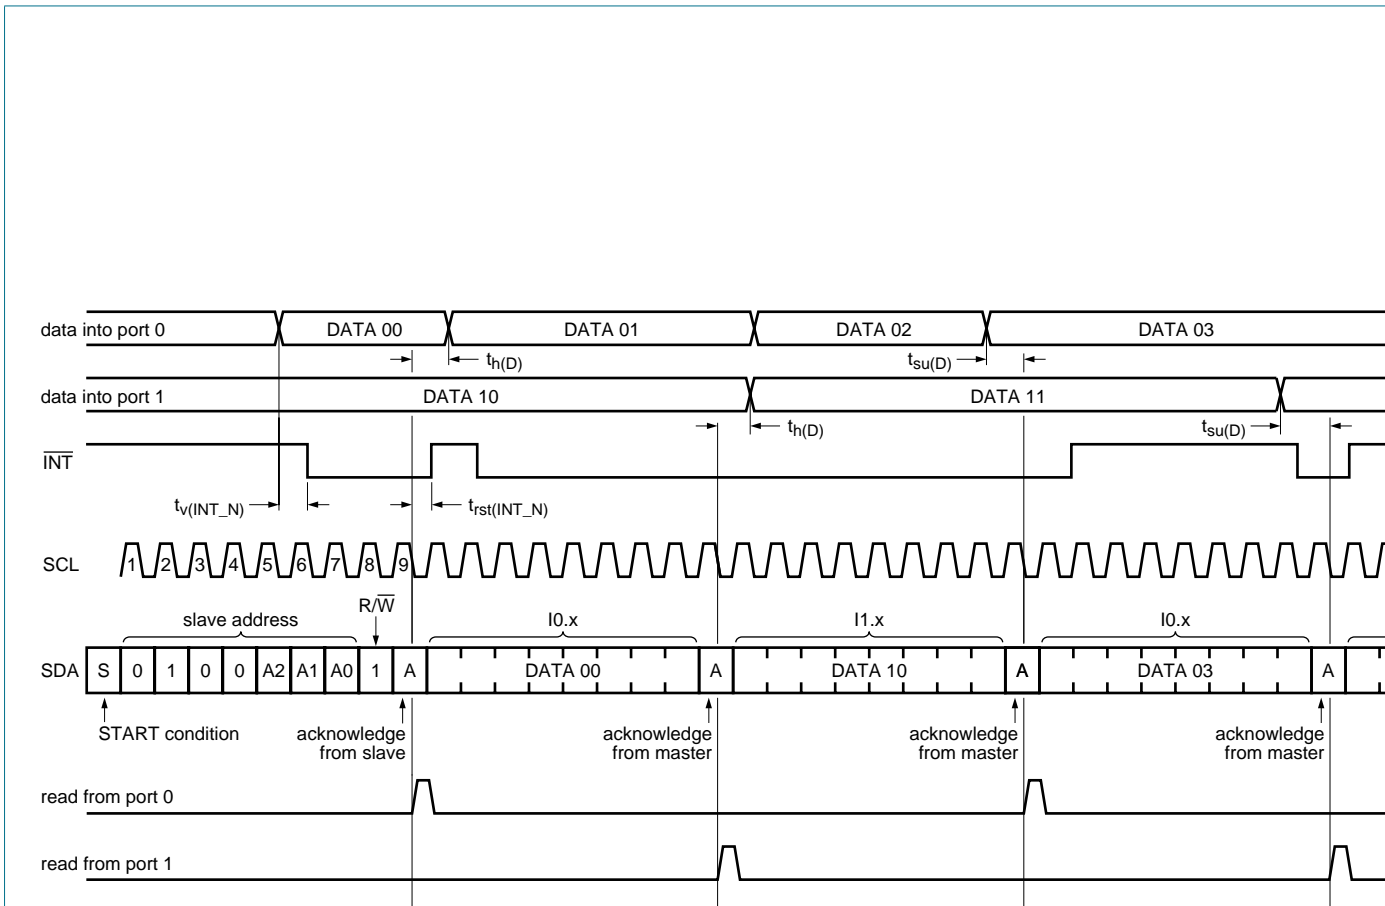 data into port 0 DATA 00 DATA 01 DATA 02 DATA 03
th(D) tsu(D)
data into port 1 DATA 10 DATA 11
th(D) tsu(D)
INT
tv(INT_N) trst(INT_N)
SCL 1 2 3 4 5 6 7 8 9
R/W
slave address I0.x I1.x I0.x
SDA S 0 1 0 0 A2 A1 A0 1 A DATA 00 A DATA 10 A DATA 03 A
START condition acknowledge acknowledge acknowledge acknowledge
from slave from master from master from master
read from port 0
read from port 1